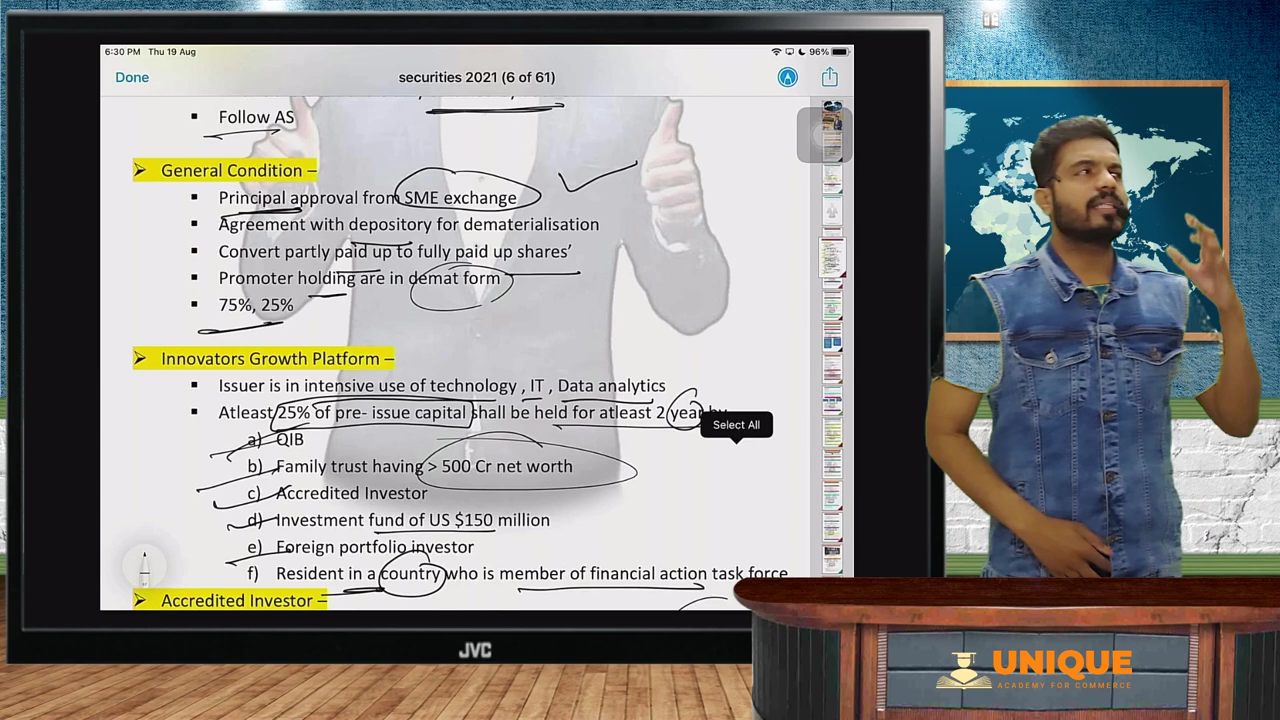 6:30 PM Thu 19 Aug
96%
Done
securities 2021 (6 of 61)
▪ Follow AS
➢ General Condition –
▪ Principal approval from SME exchange
▪ Agreement with depository for dematerialisation
▪ Convert partly paid up to fully paid up shares’
▪ Promoter holding are in demat form
▪ 75%, 25%
➢ Innovators Growth Platform –
▪ Issuer is in intensive use of technology , IT , Data analytics
▪ Atleast 25% of pre- issue capital shall be held for atleast 2 year by
Select All
a) QIB
b) Family trust having > 500 Cr net worth
c) Accredited Investor
d) Investment fund of US $150 million
e) Foreign portfolio investor
f) Resident in a country who is member of financial action task force
➢ Accredited Investor –
JVC
UNIQUE
ACADEMY FOR COMMERCE